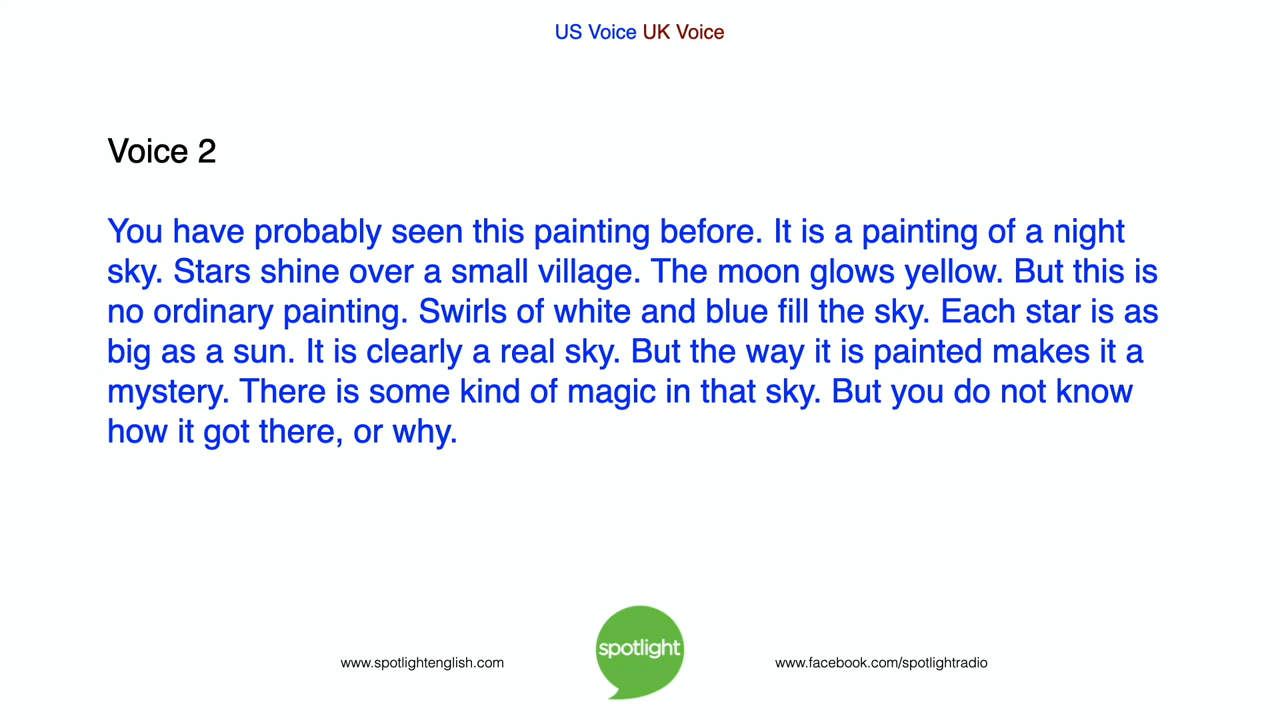 US Voice UK Voice
Voice 2
You have probably seen this painting before. It is a painting of a night
sky. Stars shine over a small village. The moon glows yellow. But this is
no ordinary painting. Swirls of white and blue fill the sky. Each star is as
big as a sun. It is clearly a real sky. But the way it is painted makes it a
mystery. There is some kind of magic in that sky. But you do not know
how it got there, or why.
spotlight
www.spotlightenglish.com
www.facebook.com/spotlightradio